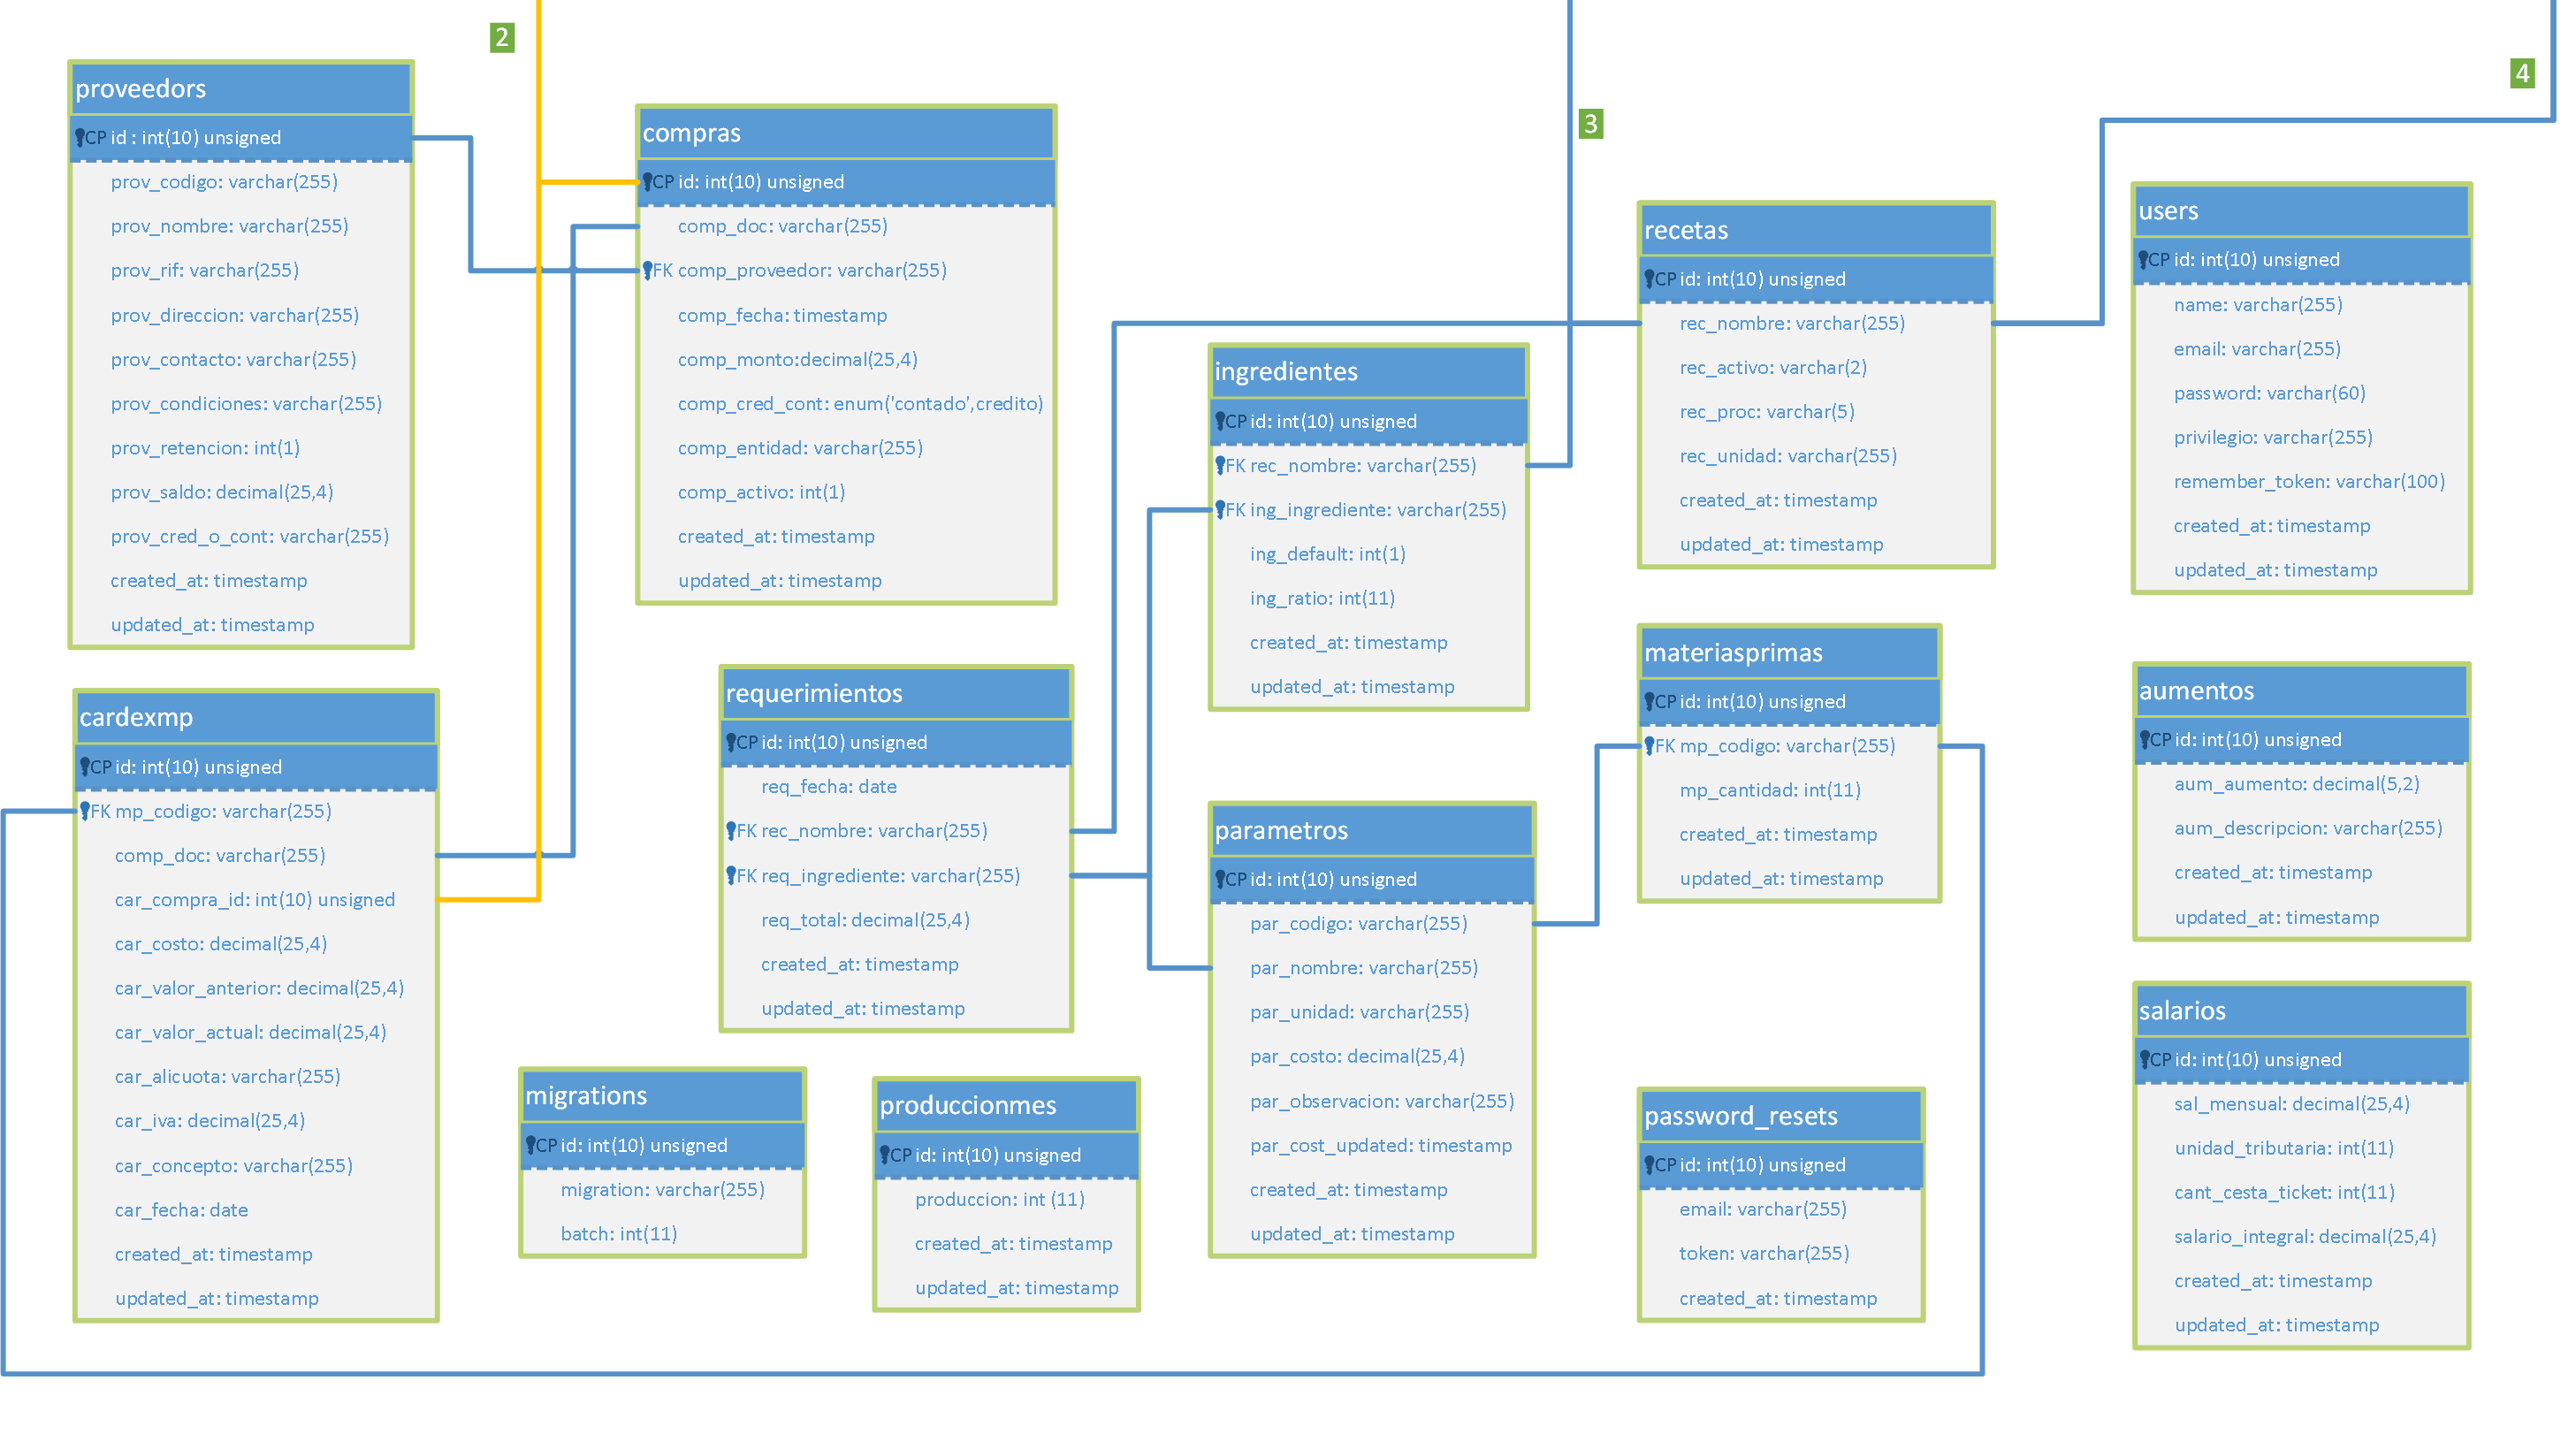 2
proveedors
CP id : int(10) unsigned
prov_codigo: varchar(255)
prov_nombre: varchar(255)
prov_rif: varchar(255)
prov_direccion: varchar(255)
prov_contacto: varchar(255)
prov_condiciones: varchar(255)
prov_retencion: int(1)
prov_saldo: decimal(25,4)
prov_cred_o_cont: varchar(255)
created_at: timestamp
updated_at: timestamp
compras
CP id: int(10) unsigned
comp_doc: varchar(255)
FK comp_proveedor: varchar(255)
comp_fecha: timestamp
comp_monto:decimal(25,4)
comp_cred_cont: enum('contado',credito)
comp_entidad: varchar(255)
comp_activo: int(1)
created_at: timestamp
updated_at: timestamp
3
4
ingredientes
CP id: int(10) unsigned
FK rec_nombre: varchar(255)
FK ing_ingrediente: varchar(255)
ing_default: int(1)
ing_ratio: int(11)
created_at: timestamp
updated_at: timestamp
recetas
CP id: int(10) unsigned
rec_nombre: varchar(255)
rec_activo: varchar(2)
rec_proc: varchar(5)
rec_unidad: varchar(255)
created_at: timestamp
updated_at: timestamp
users
CP id: int(10) unsigned
name: varchar(255)
email: varchar(255)
password: varchar(60)
privilegio: varchar(255)
remember_token: varchar(100)
created_at: timestamp
updated_at: timestamp
cardexmp
CP id: int(10) unsigned
FK mp_codigo: varchar(255)
comp_doc: varchar(255)
car_compra_id: int(10) unsigned
car_costo: decimal(25,4)
car_valor_anterior: decimal(25,4)
car_valor_actual: decimal(25,4)
car_alicuota: varchar(255)
car_iva: decimal(25,4)
car_concepto: varchar(255)
car_fecha: date
created_at: timestamp
updated_at: timestamp
requerimientos
CP id: int(10) unsigned
req_fecha: date
FK rec_nombre: varchar(255)
FK req_ingrediente: varchar(255)
req_total: decimal(25,4)
created_at: timestamp
updated_at: timestamp
materiasprimas
CP id: int(10) unsigned
FK mp_codigo: varchar(255)
mp_cantidad: int(11)
created_at: timestamp
updated_at: timestamp
aumentos
CP id: int(10) unsigned
aum_aumento: decimal(5,2)
aum_descripcion: varchar(255)
created_at: timestamp
updated_at: timestamp
parametros
CP id: int(10) unsigned
par_codigo: varchar(255)
par_nombre: varchar(255)
par_unidad: varchar(255)
par_costo: decimal(25,4)
par_observacion: varchar(255)
par_cost_updated: timestamp
created_at: timestamp
updated_at: timestamp
migrations
CP id: int(10) unsigned
migration: varchar(255)
batch: int(11)
produccionmes
CP id: int(10) unsigned
produccion: int (11)
created_at: timestamp
updated_at: timestamp
password_resets
CP id: int(10) unsigned
email: varchar(255)
token: varchar(255)
created_at: timestamp
salarios
CP id: int(10) unsigned
sal_mensual: decimal(25,4)
unidad_tributaria: int(11)
cant_cesta_ticket: int(11)
salario_integral: decimal(25,4)
created_at: timestamp
updated_at: timestamp